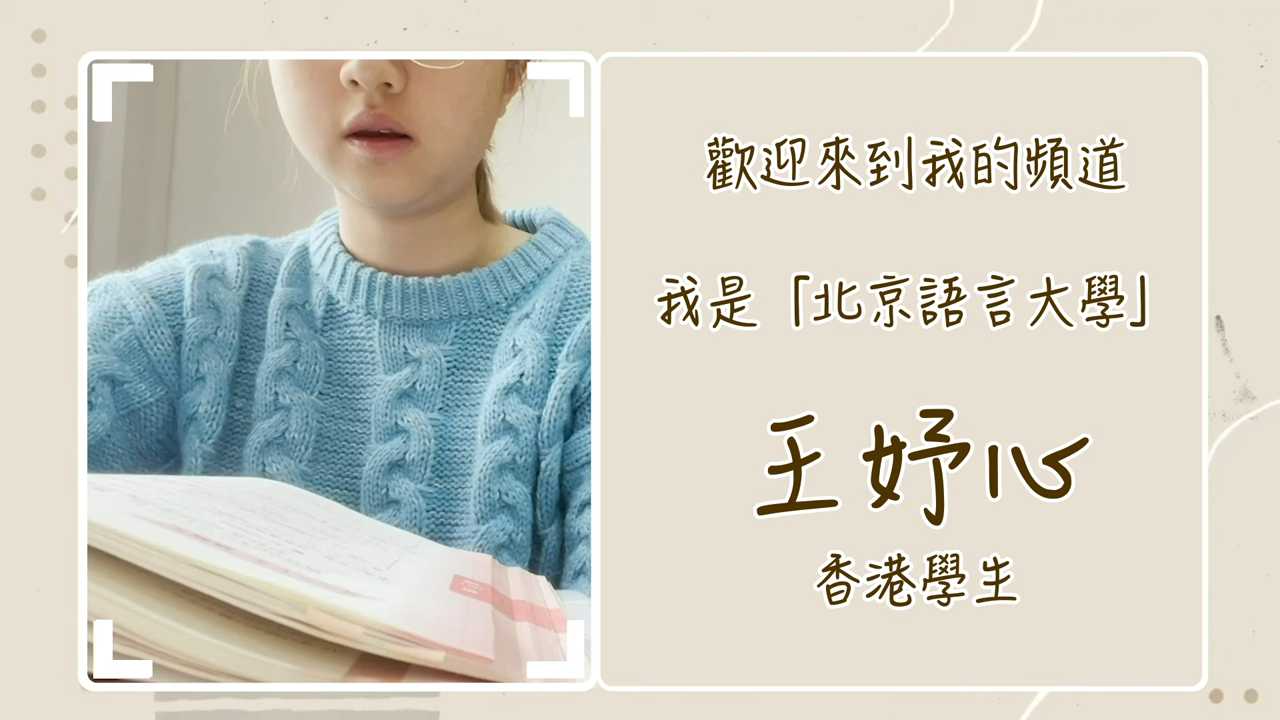 歡迎來到我的頻道
我是「北京語言大學」
王妤心
香港學生